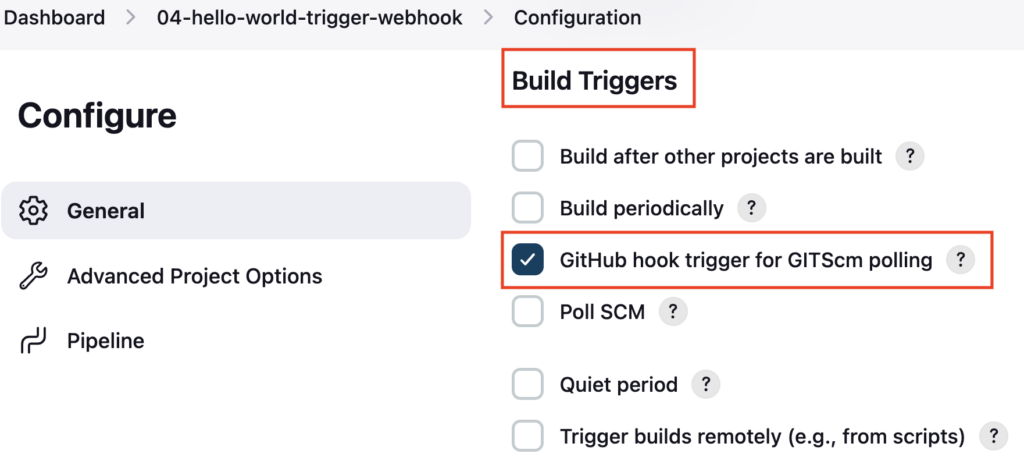 Dashboard > 04-hello-world-trigger-webhook > Configuration
Configure
General
Advanced Project Options
Pipeline
Build Triggers
Build after other projects are built ?
Build periodically ?
GitHub hook trigger for GITScm polling ?
Poll SCM ?
Quiet period ?
Trigger builds remotely (e.g., from scripts) ?